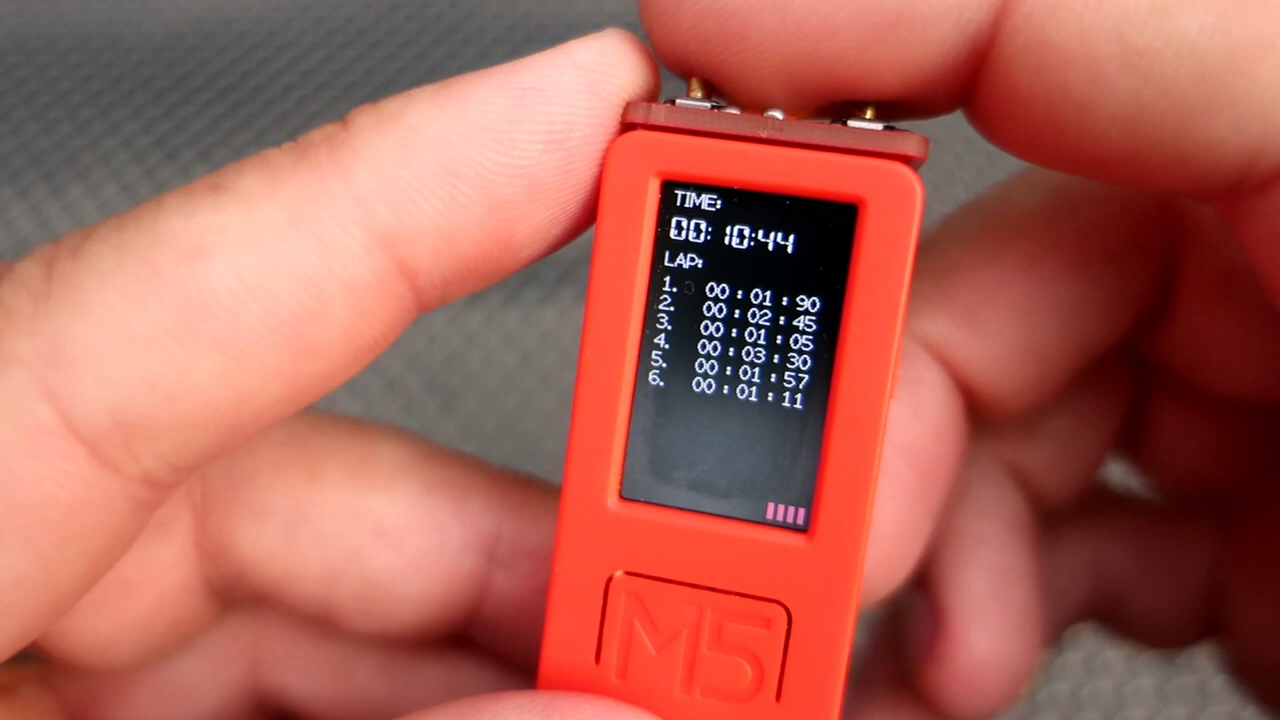 TIME:
00:10:44
LAP:
1. 00 : 01 : 90
2. 00 : 02 : 45
3. 00 : 01 : 05
4. 00 : 03 : 30
5. 00 : 01 : 57
6. 00 : 01 : 11
M5